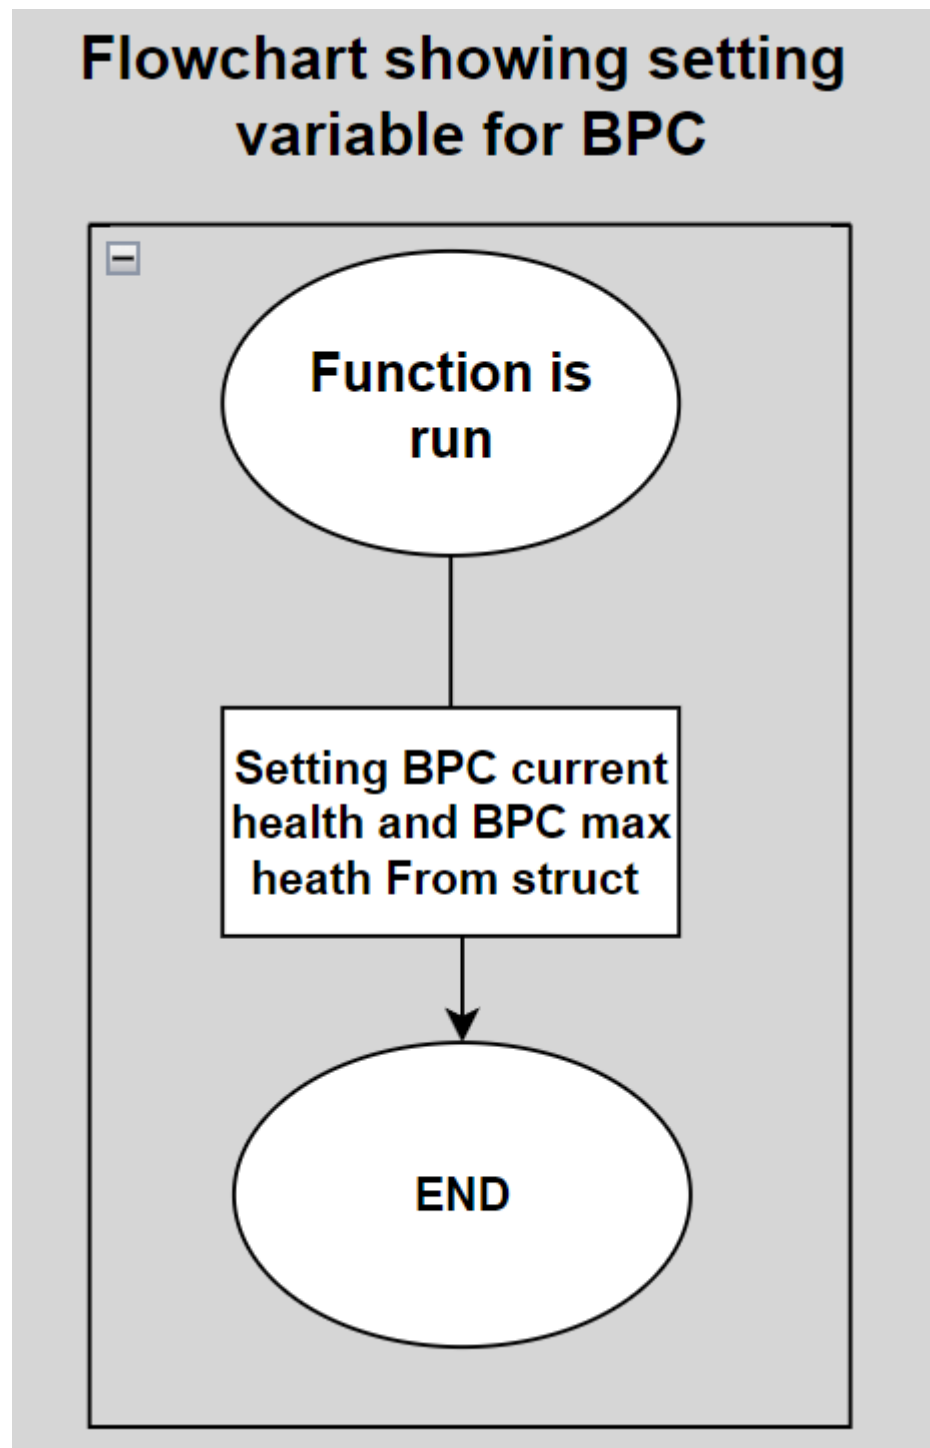 Flowchart showing setting
variable for BPC
Function is
run
Setting BPC current
health and BPC max
heath From struct
END